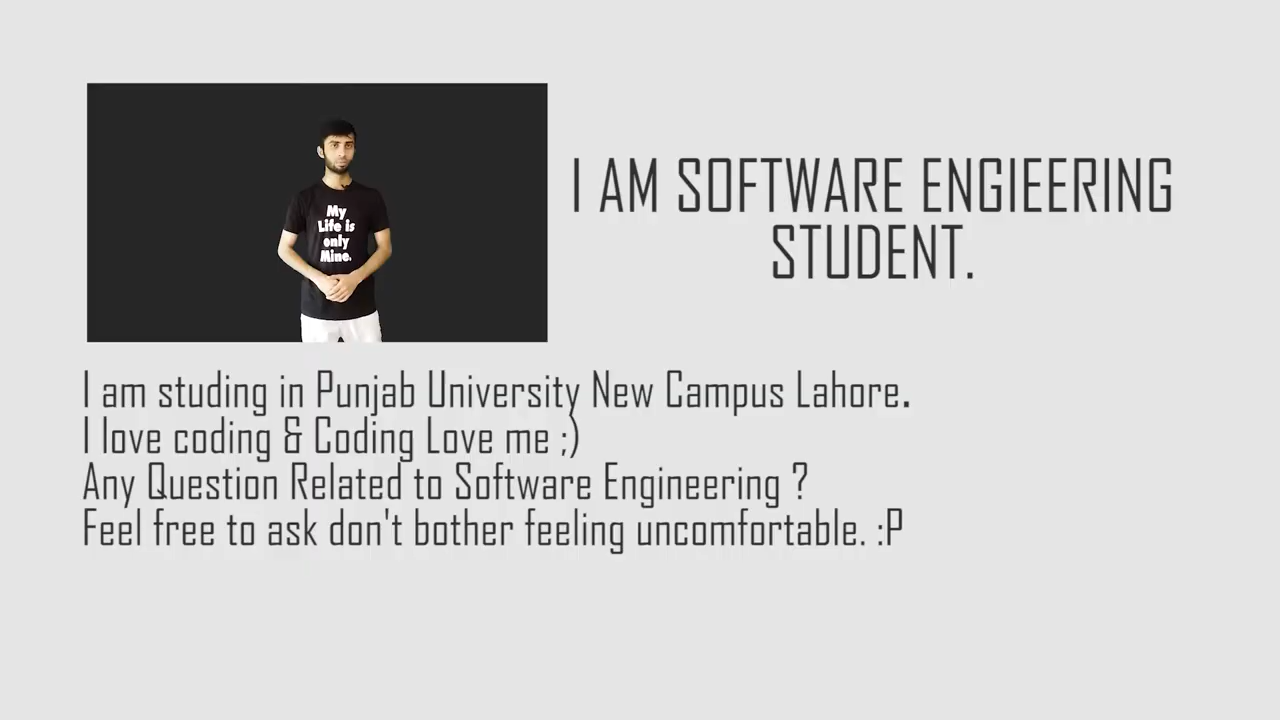 My
Life is
only
Mine.
I AM SOFTWARE ENGIEERING
STUDENT.
I am studing in Punjab University New Campus Lahore.
I love coding & Coding Love me ;)
Any Question Related to Software Engineering ?
Feel free to ask don't bother feeling uncomfortable. :P